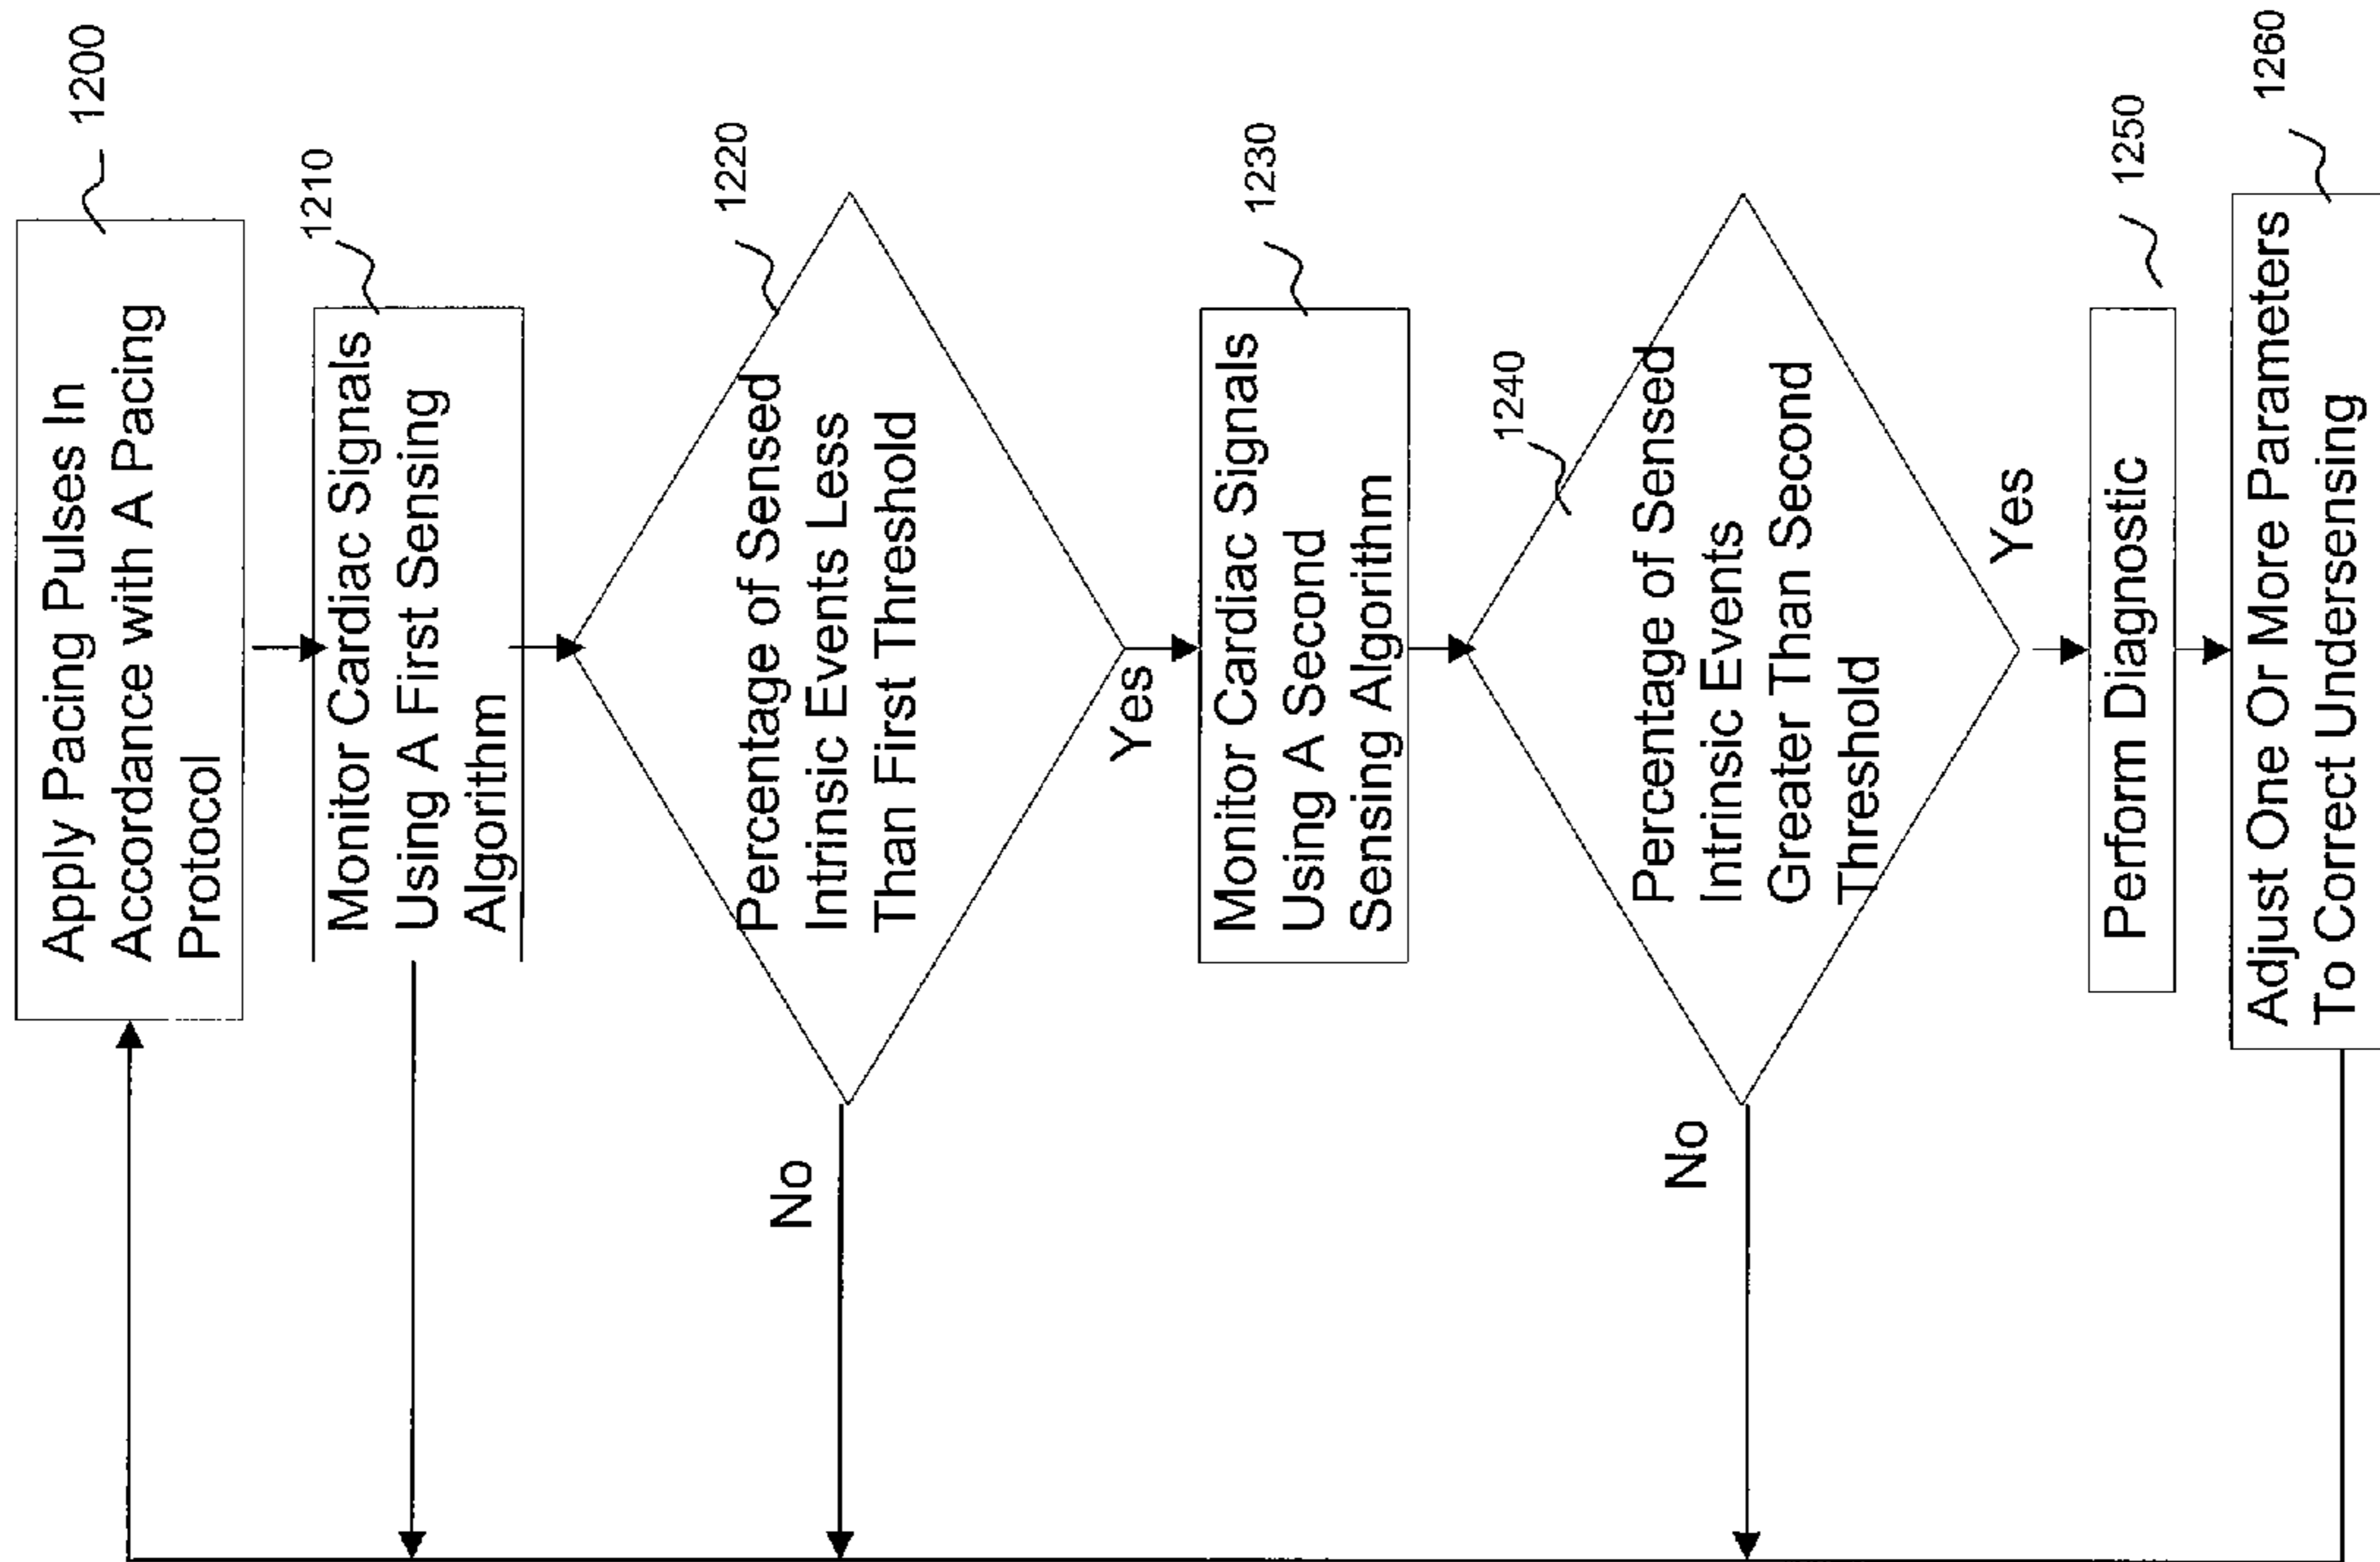 Apply Pacing Pulses In
Accordance with A Pacing
Protocol
1200
Monitor Cardiac Signals
Using A First Sensing
Algorithm
1210
Percentage of Sensed
Intrinsic Events Less
Than First Threshold
1220
No
Yes
Monitor Cardiac Signals
Using A Second
Sensing Algorithm
1230
Percentage of Sensed
Intrinsic Events
Greater Than Second
Threshold
1240
No
Yes
Perform Diagnostic
1250
Adjust One Or More Parameters
To Correct Undersensing
1260